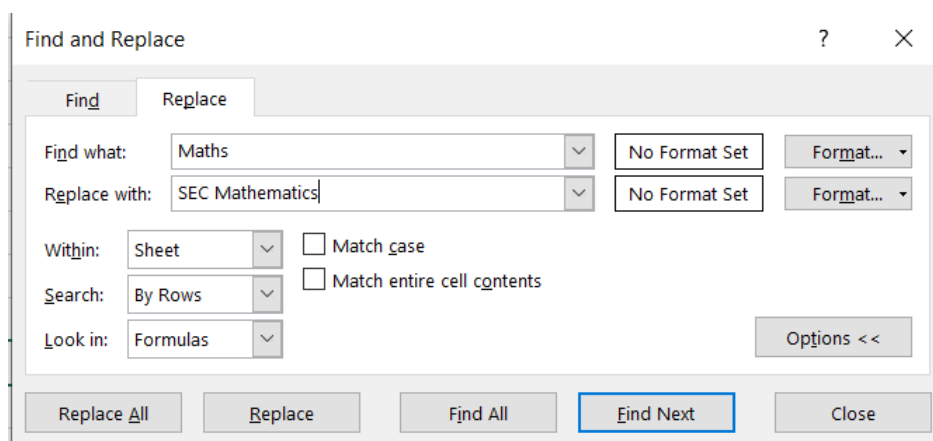 Find and Replace ?
Find Replace
Find what: Maths No Format Set Format...
Replace with: SEC Mathematics No Format Set Format...
Within: Sheet Match case
Match entire cell contents
Search: By Rows
Look in: Formulas Options <<
Replace All Replace Find All Find Next Close